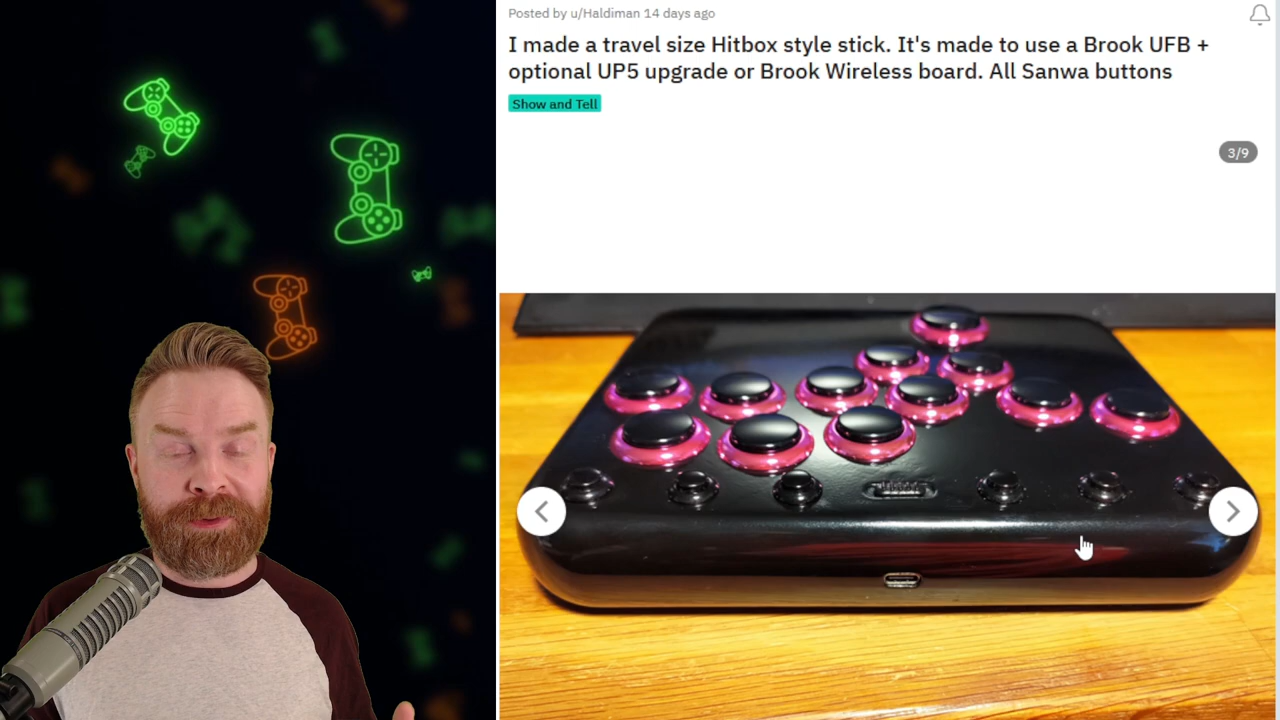 Posted by u/Haldiman 14 days ago
I made a travel size Hitbox style stick. It's made to use a Brook UFB +
optional UP5 upgrade or Brook Wireless board. All Sanwa buttons
Show and Tell
3/9